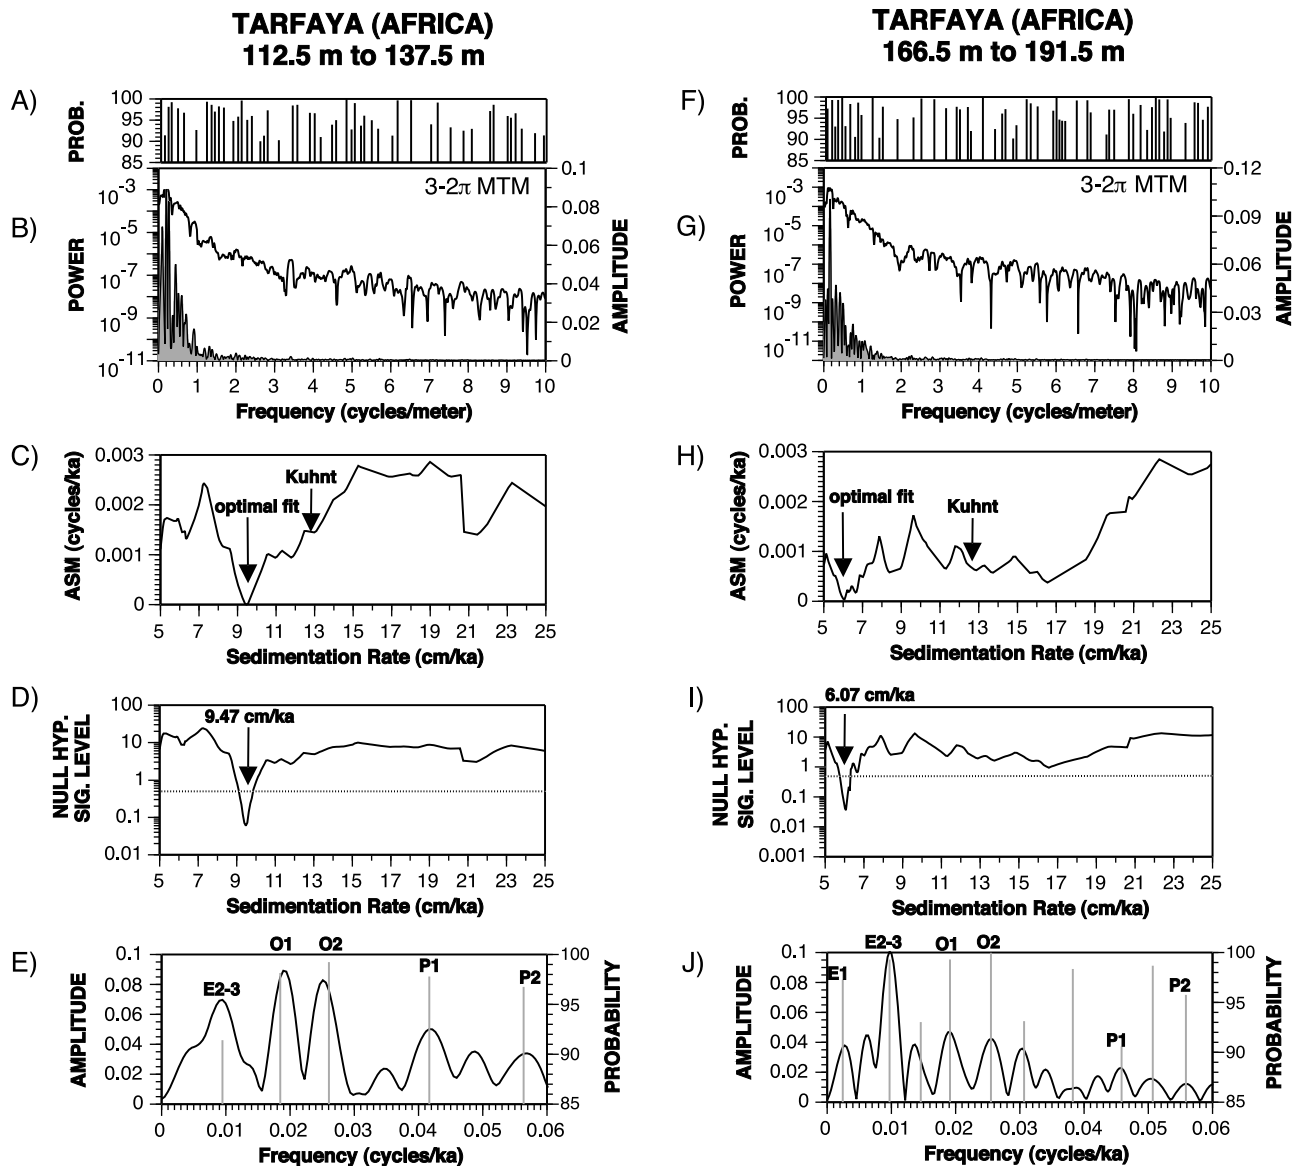 TARFAYA (AFRICA)
112.5 m to 137.5 m
A)
PROB.
100
95
90
85
3-2π MTM
B)
POWER
10-3
10-5
10-7
10-9
10-11
0.1
0.08
0.06
0.04
0.02
0
AMPLITUDE
0 1 2 3 4 5 6 7 8 9 10
Frequency (cycles/meter)
C)
ASM (cycles/ka)
0.003
0.002
0.001
0
optimal fit
Kuhnt
5 7 9 11 13 15 17 19 21 23 25
Sedimentation Rate (cm/ka)
D)
NULL HYP.
SIG. LEVEL
100
10
1
0.1
0.01
9.47 cm/ka
5 7 9 11 13 15 17 19 21 23 25
Sedimentation Rate (cm/ka)
E)
AMPLITUDE
0.1
0.08
0.06
0.04
0.02
0
E2-3
O1
O2
P1
P2
100
95
90
85
PROBABILITY
0 0.01 0.02 0.03 0.04 0.05 0.06
Frequency (cycles/ka)
TARFAYA (AFRICA)
166.5 m to 191.5 m
F)
PROB.
100
95
90
85
3-2π MTM
G)
POWER
10-3
10-5
10-7
10-9
10-11
0.12
0.09
0.06
0.03
0
AMPLITUDE
0 1 2 3 4 5 6 7 8 9 10
Frequency (cycles/meter)
H)
ASM (cycles/ka)
0.003
0.002
0.001
0
optimal fit
Kuhnt
5 7 9 11 13 15 17 19 21 23 25
Sedimentation Rate (cm/ka)
I)
NULL HYP.
SIG. LEVEL
100
10
1
0.1
0.01
0.001
6.07 cm/ka
5 7 9 11 13 15 17 19 21 23 25
Sedimentation Rate (cm/ka)
J)
AMPLITUDE
0.1
0.08
0.06
0.04
0.02
0
E1
E2-3
O1
O2
P1
P2
100
95
90
85
PROBABILITY
0 0.01 0.02 0.03 0.04 0.05 0.06
Frequency (cycles/ka)